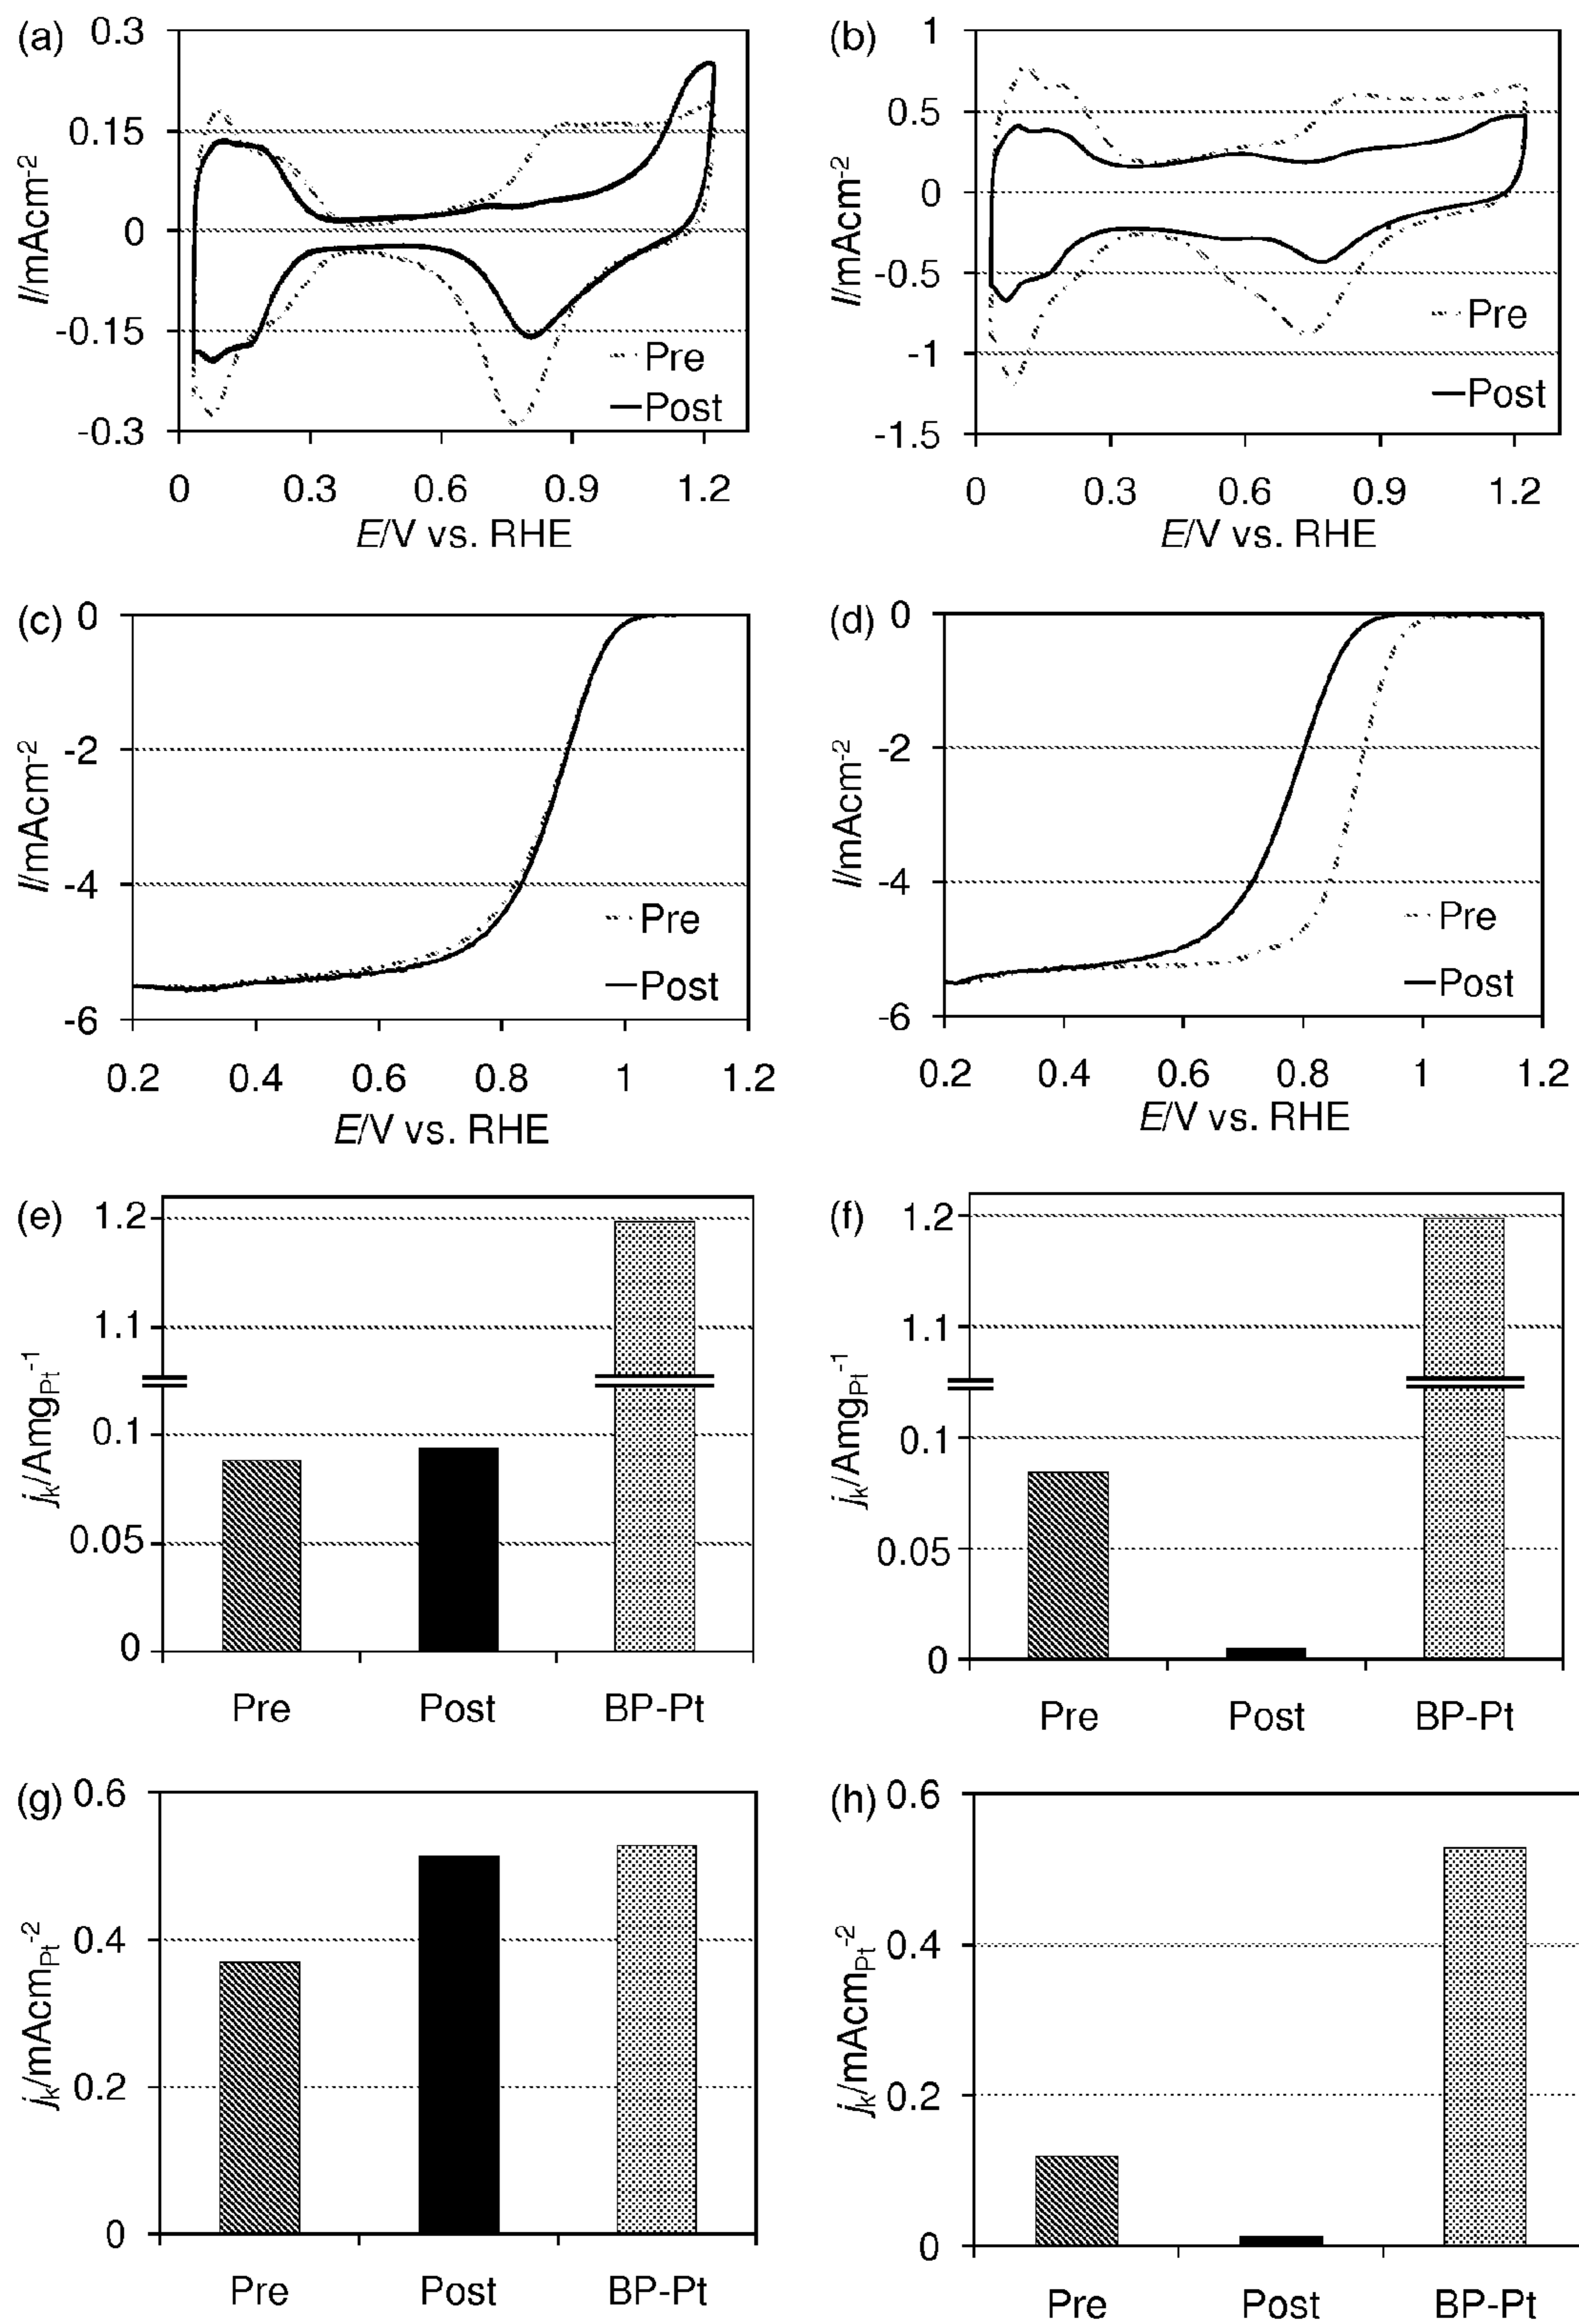 (a)
0.3
0.15
0
-0.15
-0.3
I/mAcm-2
Pre
Post
0 0.3 0.6 0.9 1.2
E/V vs. RHE
(b)
1
0.5
0
-0.5
-1
-1.5
I/mAcm-2
Pre
Post
0 0.3 0.6 0.9 1.2
E/V vs. RHE
(c)
0
-2
-4
-6
I/mAcm-2
Pre
Post
0.2 0.4 0.6 0.8 1 1.2
E/V vs. RHE
(d)
0
-2
-4
-6
I/mAcm-2
Pre
Post
0.2 0.4 0.6 0.8 1 1.2
E/V vs. RHE
(e)
1.2
1.1
0.1
0.05
0
jk/AmgPt-1
Pre Post BP-Pt
(f)
1.2
1.1
0.1
0.05
0
jk/AmgPt-1
Pre Post BP-Pt
(g)
0.6
0.4
0.2
0
jk/mAcmPt-2
Pre Post BP-Pt
(h)
0.6
0.4
0.2
0
jk/mAcmPt-2
Pre Post BP-Pt